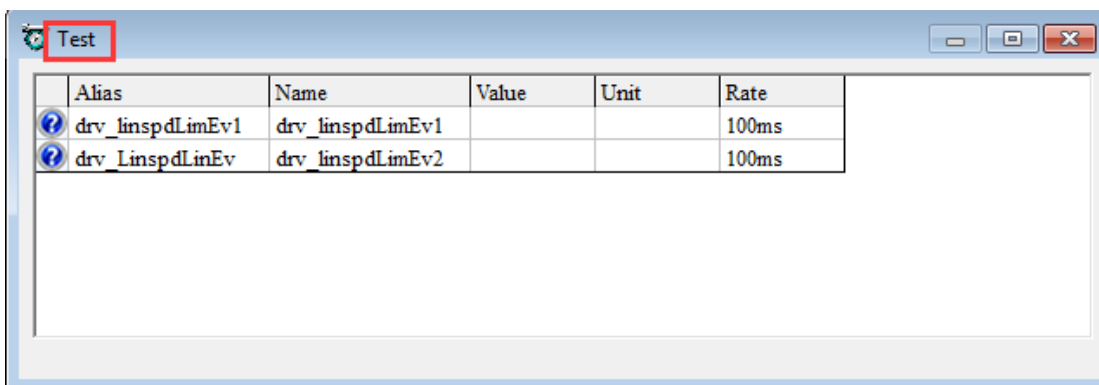 Test
Alias Name Value Unit Rate
drv_linspdLimEv1 drv_linspdLimEv1 100ms
drv_LinspdLinEv drv_linspdLimEv2 100ms